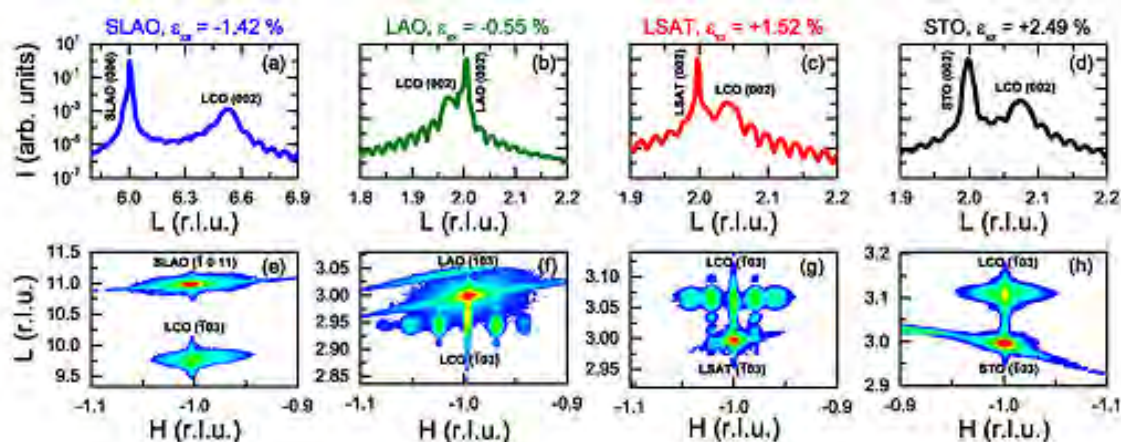 SLAO, εxx = -1.42 %
LAO, εxx = -0.55 %
LSAT, εxx = +1.52 %
STO, εxx = +2.49 %
(a)
(b)
(c)
(d)
I (arb. units)
10¹
10⁻¹
10⁻³
10⁻⁵
10⁻⁷
SLAO (006)
LCO (002)
LCO (002)
LAO (002)
LSAT (002)
LCO (002)
STO (002)
LCO (002)
6.0 6.3 6.6 6.9
1.8 1.9 2.0 2.1 2.2
1.9 2.0 2.1 2.2
1.9 2.0 2.1 2.2
L (r.l.u.)
L (r.l.u.)
L (r.l.u.)
L (r.l.u.)
L (r.l.u.)
11.5
11.0
10.5
10.0
9.5
SLAO (1̄ 0 11)
(e)
LCO (1̄03)
3.05
3.00
2.95
2.90
2.85
LAO (1̄03)
(f)
LCO (1̄03)
3.10
3.05
3.00
2.95
LCO (1̄03)
(g)
LSAT (1̄03)
3.2
3.1
3.0
2.9
LCO (1̄03)
(h)
STO (1̄03)
-1.1 -1.0 -0.9
-1.1 -1.0 -0.9
-1.1 -1.0 -0.9
-0.9 -1.0 -1.1
H (r.l.u.)
H (r.l.u.)
H (r.l.u.)
H (r.l.u.)